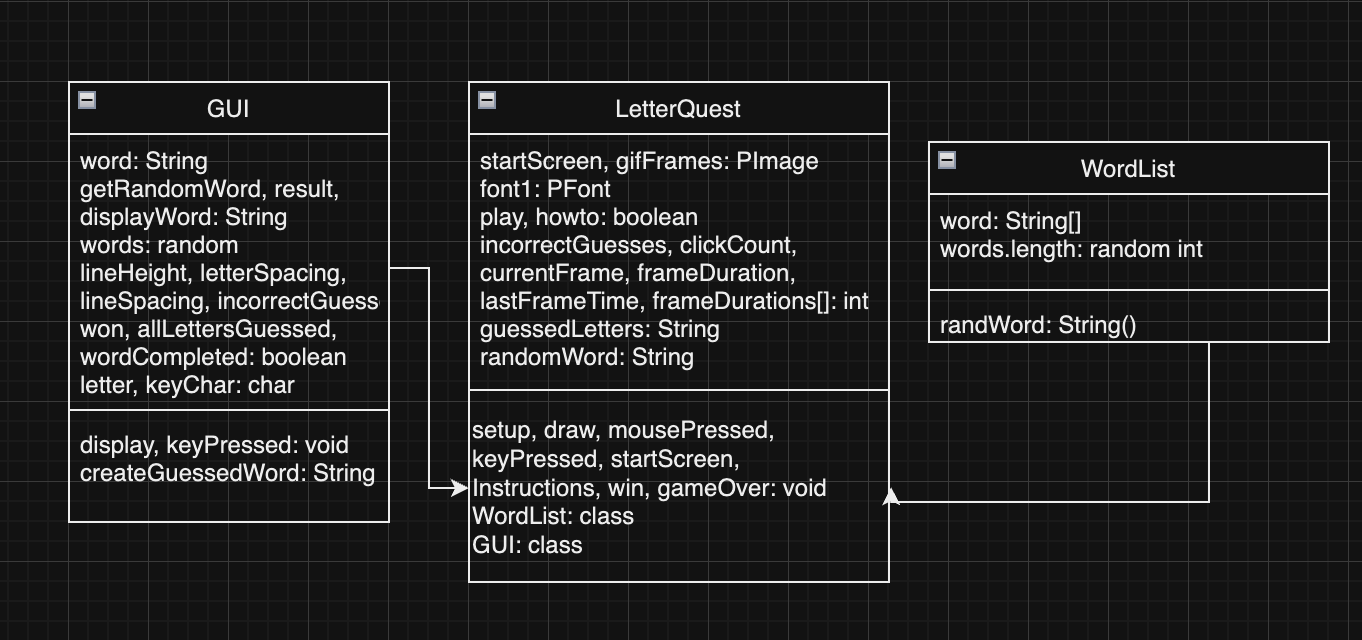 GUI
word: String
getRandomWord, result,
displayWord: String
words: random
lineHeight, letterSpacing,
lineSpacing, incorrectGuess
won, allLettersGuessed,
wordCompleted: boolean
letter, keyChar: char
display, keyPressed: void
createGuessedWord: String
LetterQuest
startScreen, gifFrames: PImage
font1: PFont
play, howto: boolean
incorrectGuesses, clickCount,
currentFrame, frameDuration,
lastFrameTime, frameDurations[]: int
guessedLetters: String
randomWord: String
setup, draw, mousePressed,
keyPressed, startScreen,
Instructions, win, gameOver: void
WordList: class
GUI: class
WordList
word: String[]
words.length: random int
randWord: String()